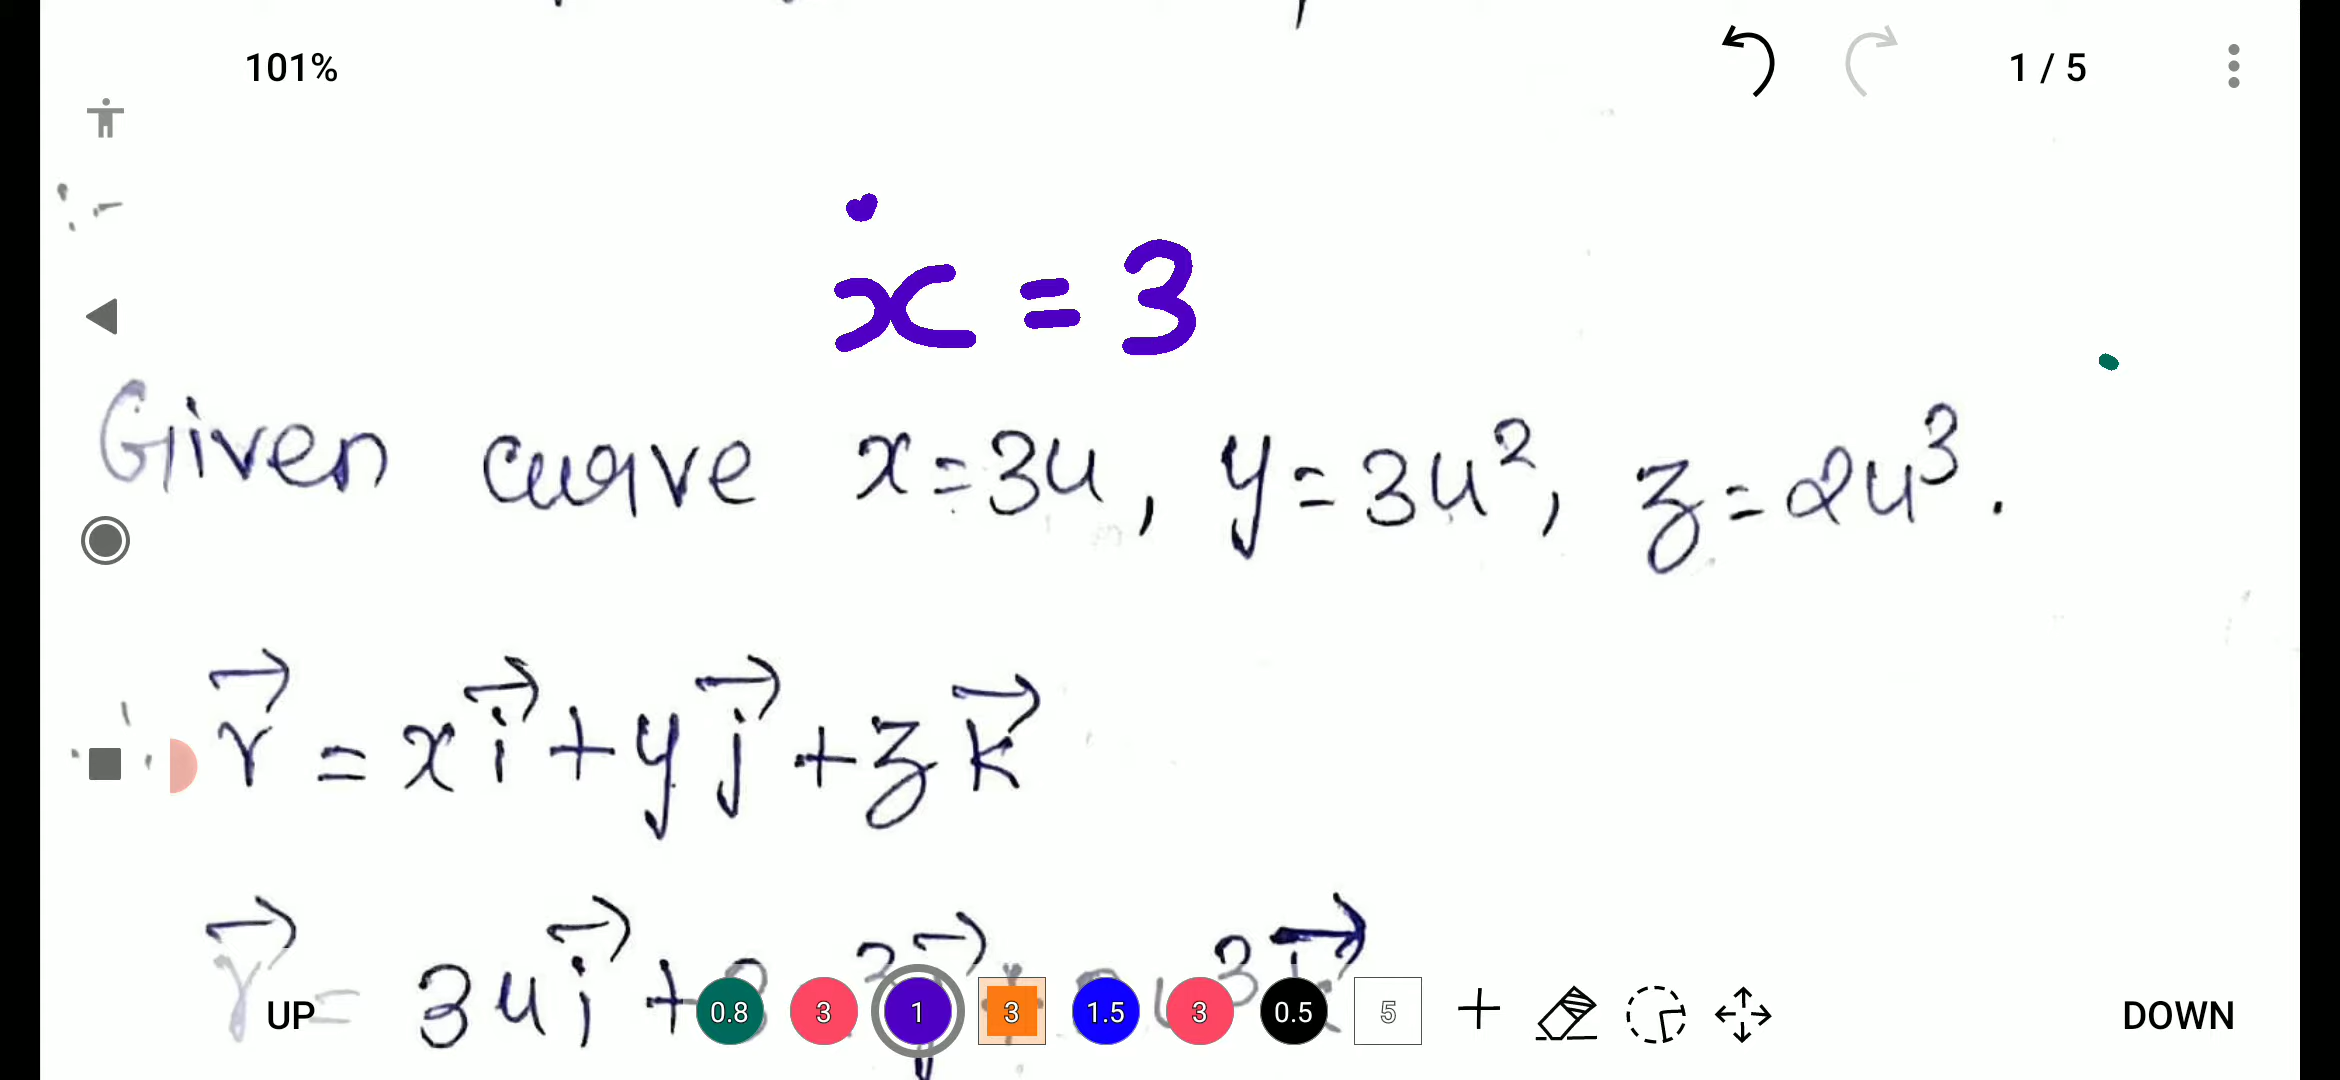 101%
1 / 5
ẋ = 3
Given curve x=3u, y=3u², z=2u³.
r⃗ = x i⃗ + y j⃗ + z k⃗
3u i⃗ +
UP 0.8 3 1 3 1.5 3 0.5 5 + DOWN